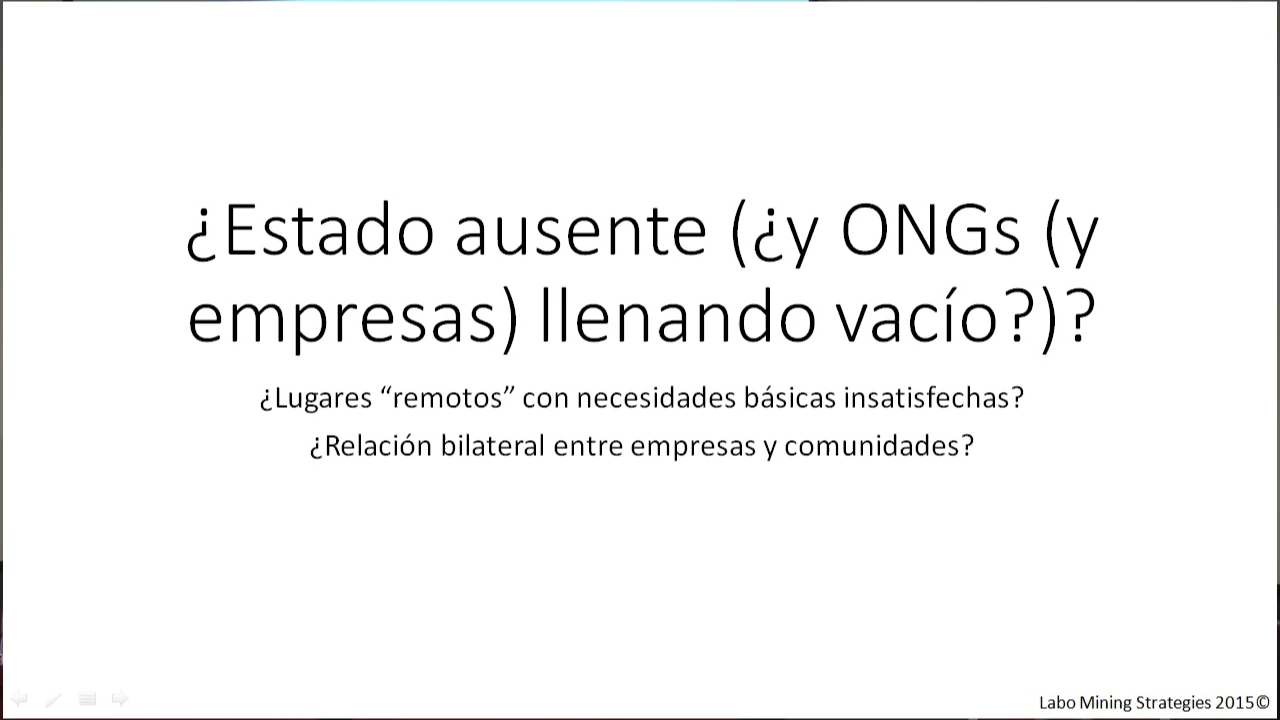 ¿Estado ausente (¿y ONGs (y
empresas) llenando vacío?)?
¿Lugares “remotos” con necesidades básicas insatisfechas?
¿Relación bilateral entre empresas y comunidades?
Labo Mining Strategies 2015©